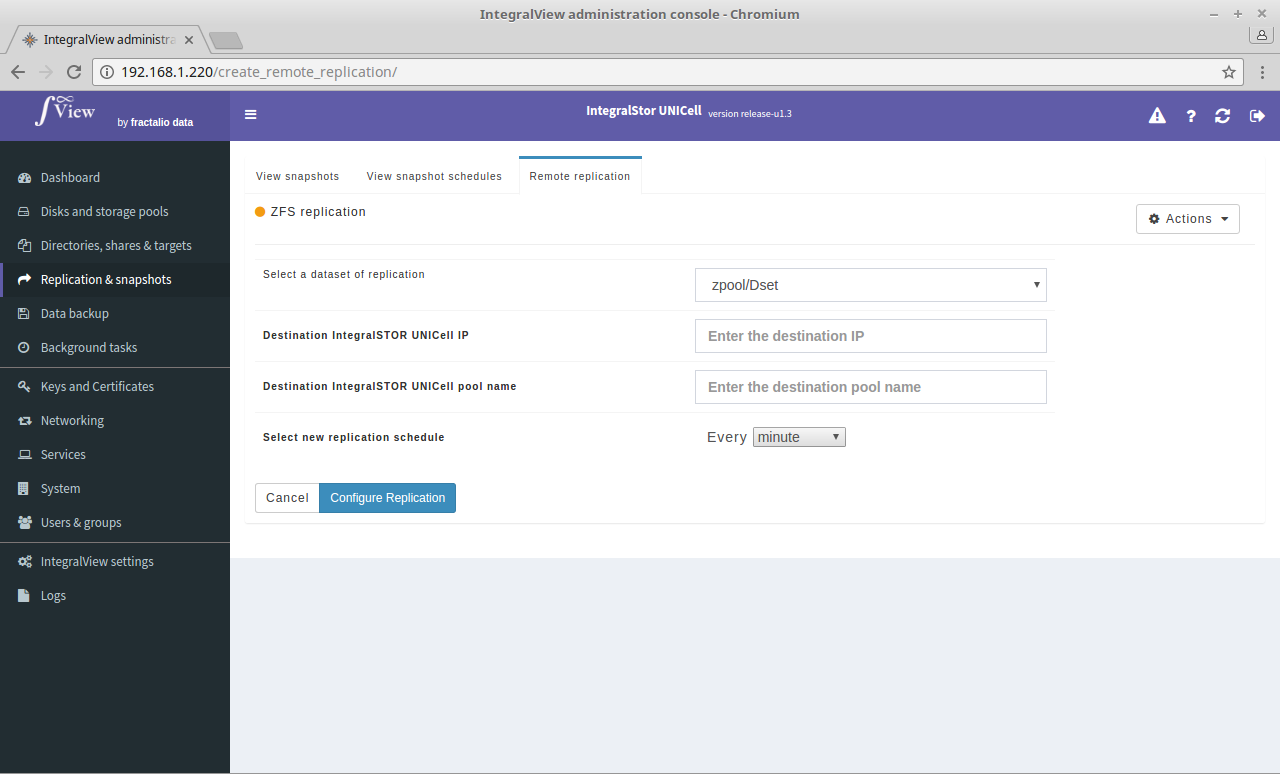 IntegralView administration console - Chromium
IntegralView administra
192.168.1.220/create_remote_replication/
∫∞View by fractalio data
IntegralStor UNICell version release-u1.3
Dashboard
Disks and storage pools
Directories, shares & targets
Replication & snapshots
Data backup
Background tasks
Keys and Certificates
Networking
Services
System
Users & groups
IntegralView settings
Logs
View snapshots View snapshot schedules Remote replication
ZFS replication
Actions
Select a dataset of replication zpool/Dset
Destination IntegralSTOR UNICell IP Enter the destination IP
Destination IntegralSTOR UNICell pool name Enter the destination pool name
Select new replication schedule Every minute
Cancel Configure Replication